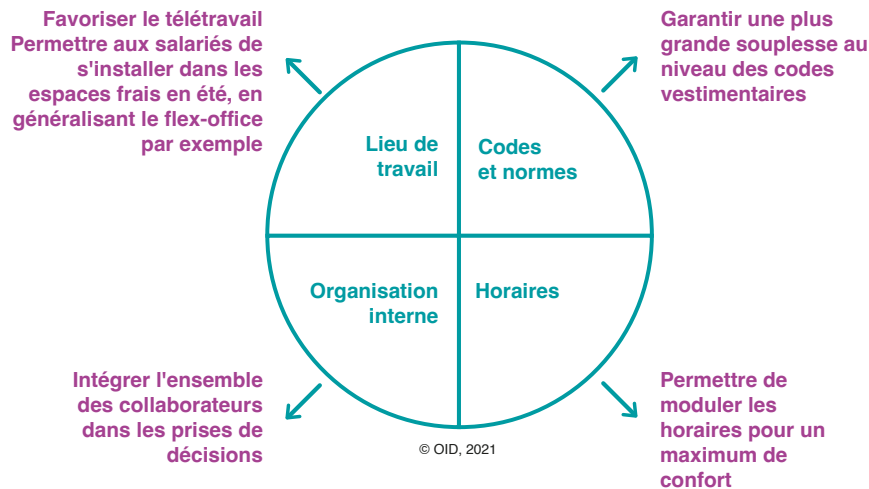 Favoriser le télétravail
Permettre aux salariés de
s'installer dans les
espaces frais en été, en
généralisant le flex-office
par exemple
Garantir une plus
grande souplesse au
niveau des codes
vestimentaires
Lieu de
travail
Codes
et normes
Organisation
interne
Horaires
Intégrer l'ensemble
des collaborateurs
dans les prises de
décisions
Permettre de
moduler les
horaires pour un
maximum de
confort
© OID, 2021